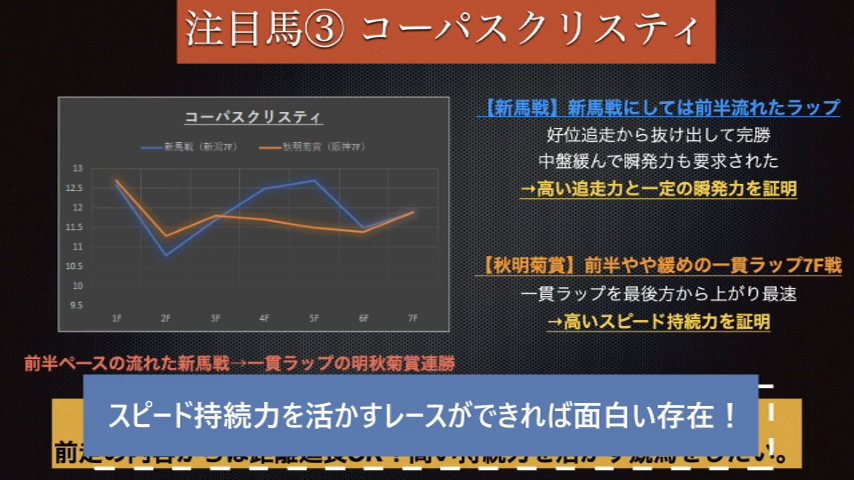 注目馬③ コーパスクリスティ
コーパスクリスティ
新馬戦（新潟7F） 秋明菊賞（阪神7F）
13
12.5
12
11.5
11
10.5
10
9.5
1F 2F 3F 4F 5F 6F 7F
【新馬戦】新馬戦にしては前半流れたラップ
好位追走から抜け出して完勝
中盤緩んで瞬発力も要求された
→高い追走力と一定の瞬発力を証明
【秋明菊賞】前半やや緩めの一貫ラップ7F戦
一貫ラップを最後方から上がり最速
→高いスピード持続力を証明
前半ペースの流れた新馬戦→一貫ラップの明秋菊賞連勝
スピード持続力を活かすレースができれば面白い存在！